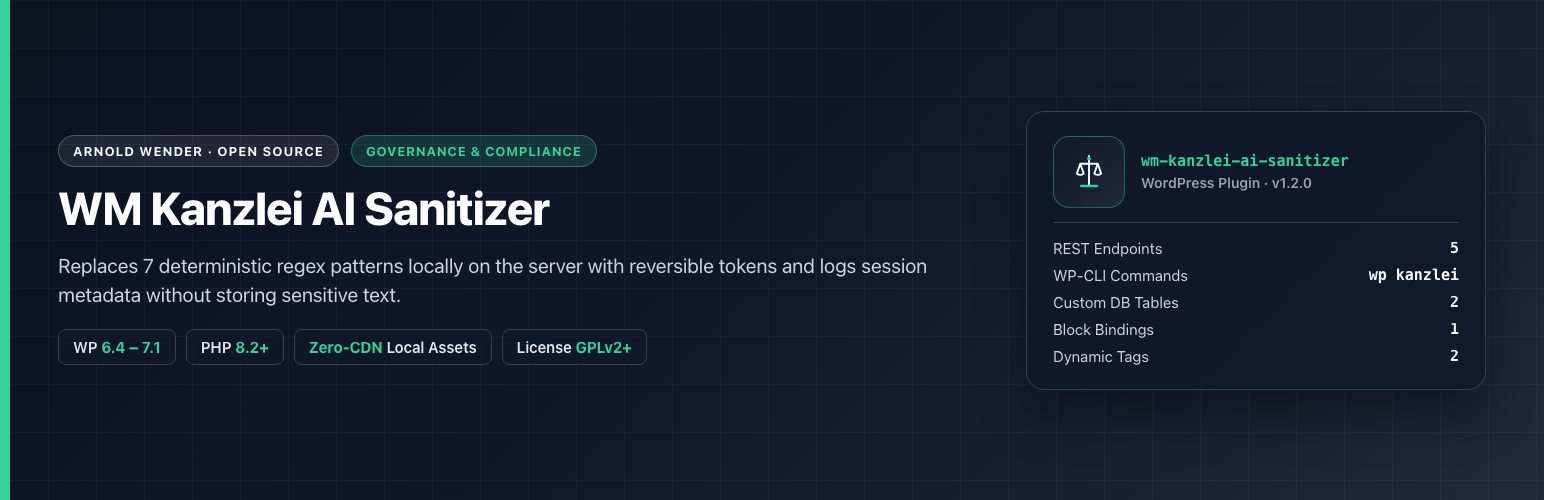 ARNOLD WENDER · OPEN SOURCE
GOVERNANCE & COMPLIANCE
WM Kanzlei AI Sanitizer
Replaces 7 deterministic regex patterns locally on the server with reversible tokens and logs session
metadata without storing sensitive text.
WP 6.4 – 7.1
PHP 8.2+
Zero-CDN Local Assets
License GPLv2+
wm-kanzlei-ai-sanitizer
WordPress Plugin · v1.2.0
REST Endpoints 5
WP-CLI Commands wp kanzlei
Custom DB Tables 2
Block Bindings 1
Dynamic Tags 2